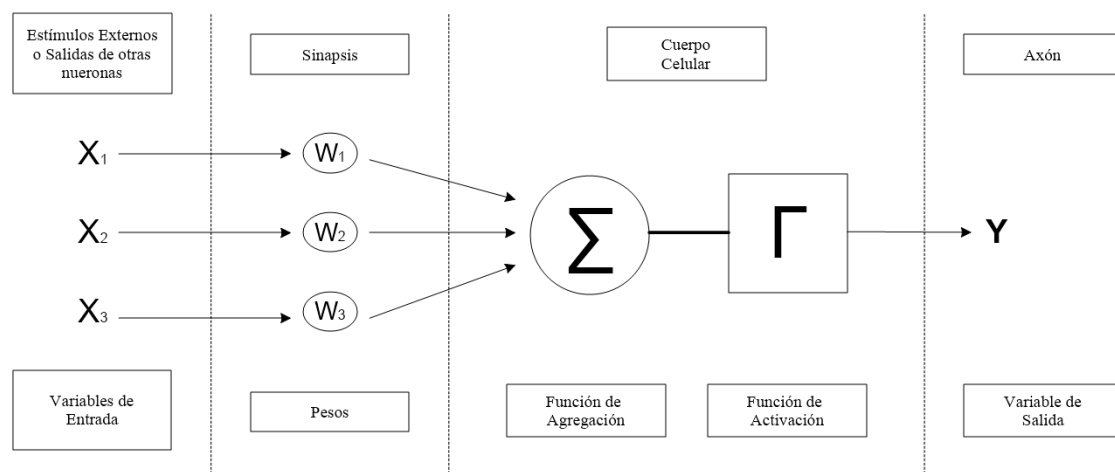 Estímulos Externos
o Salidas de otras
nueronas
Sinapsis
Cuerpo
Celular
Axón
X1
W1
X2
W2
Σ
Γ
Y
X3
W3
Variables de
Entrada
Pesos
Función de
Agregación
Función de
Activación
Variable de
Salida